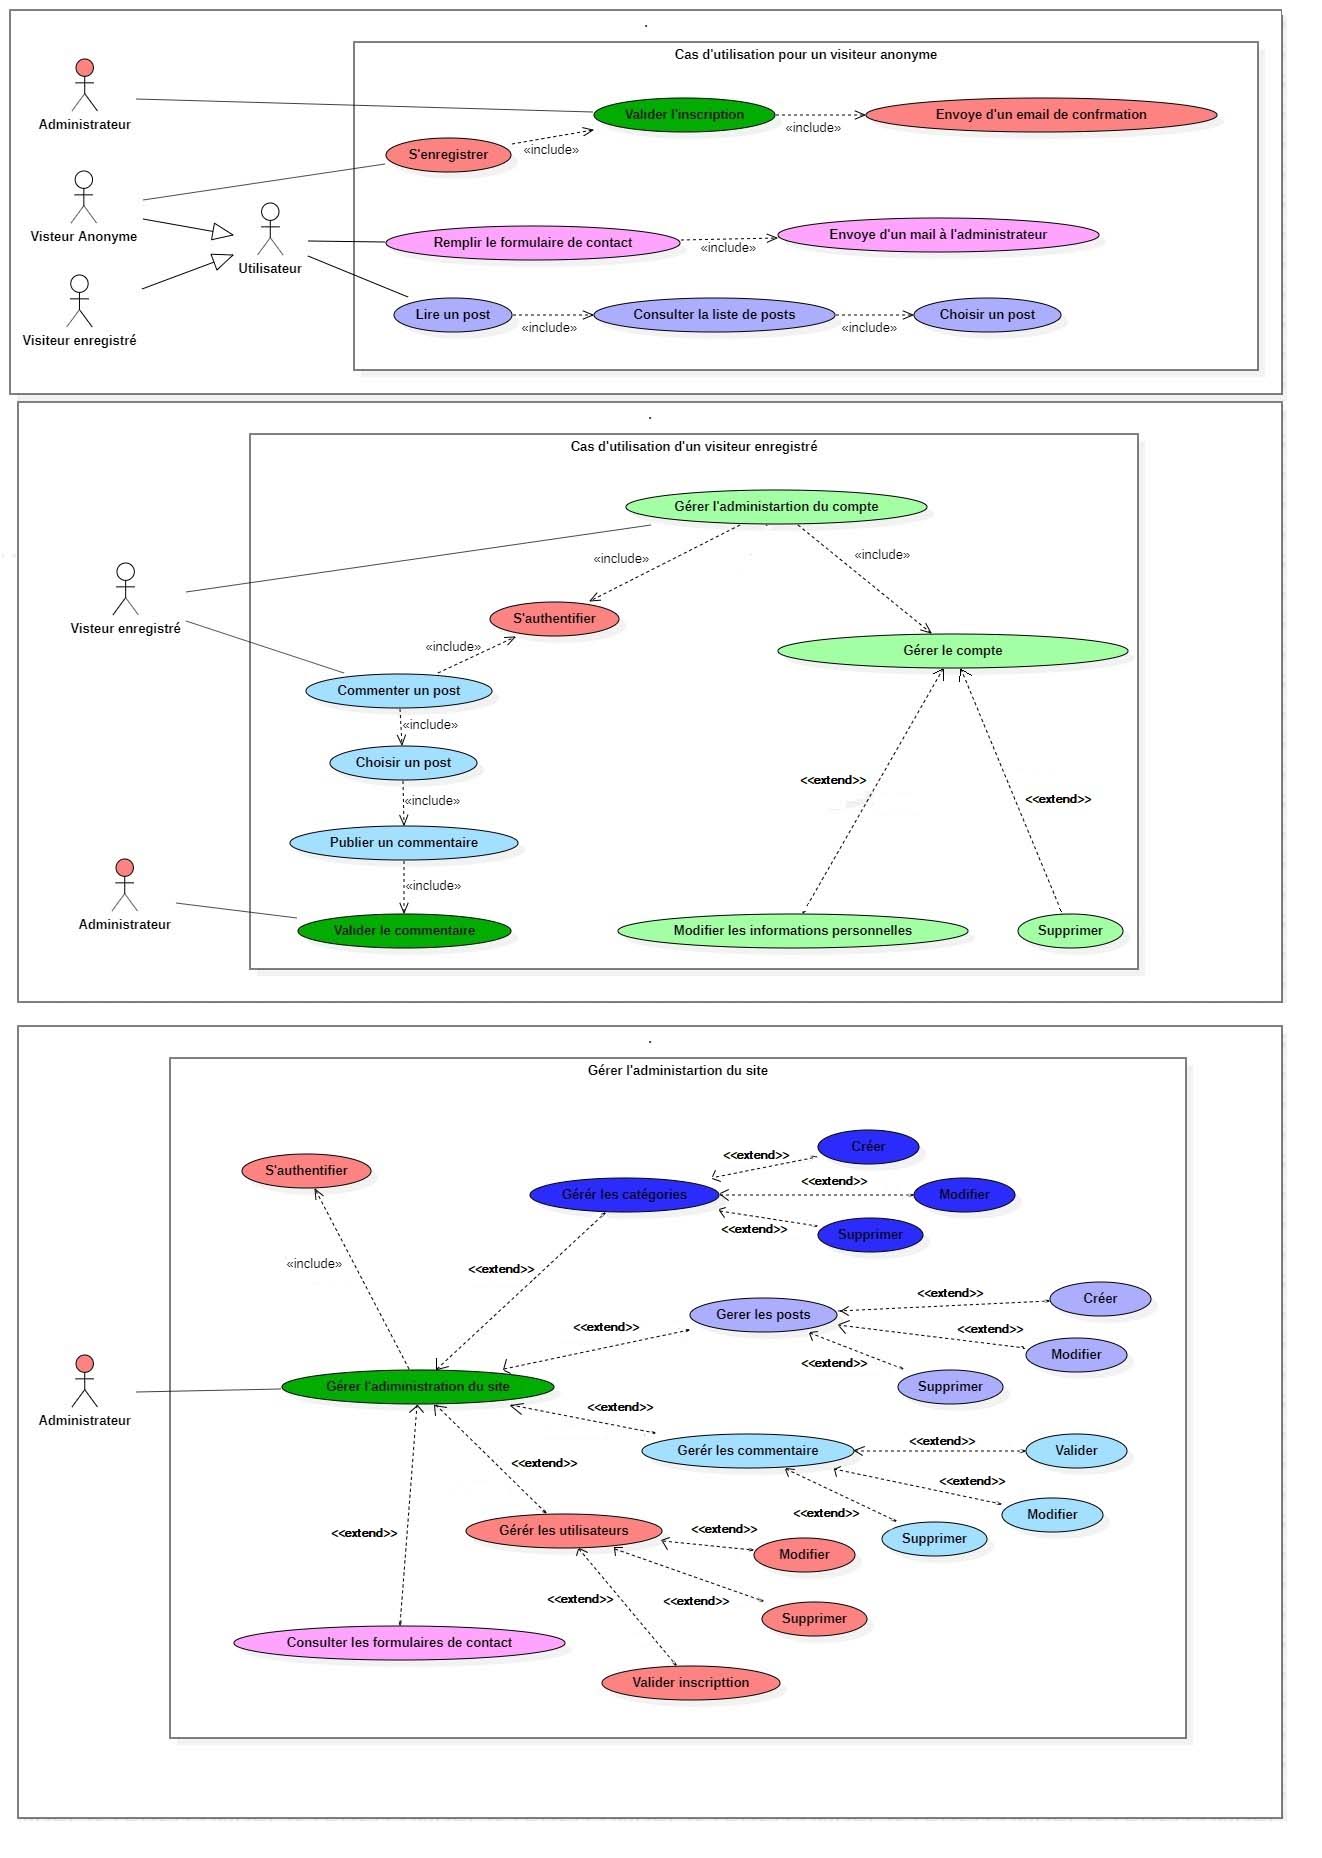 .
Cas d'utilisation pour un visiteur anonyme
Administrateur
Valider l'inscription
«include»
Envoye d'un email de confrmation
S'enregistrer
«include»
Visteur Anonyme
Utilisateur
Remplir le formulaire de contact
«include»
Envoye d'un mail à l'administrateur
Visiteur enregistré
Lire un post
«include»
Consulter la liste de posts
«include»
Choisir un post
.
Cas d'utilisation d'un visiteur enregistré
Gérer l'administartion du compte
«include»
«include»
Visteur enregistré
S'authentifier
«include»
Gérer le compte
Commenter un post
«include»
Choisir un post
<<extend>>
«include»
<<extend>>
Publier un commentaire
«include»
Administrateur
Valider le commentaire
Modifier les informations personnelles
Supprimer
.
Gérer l'administartion du site
Créer
<<extend>>
S'authentifier
<<extend>>
Gérér les catégories
Modifier
<<extend>>
Supprimer
«include»
<<extend>>
<<extend>>
Créer
Gerer les posts
<<extend>>
<<extend>>
Modifier
<<extend>>
Supprimer
Gérer l'adiministration du site
Administrateur
<<extend>>
<<extend>>
Gerér les commentaire
Valider
<<extend>>
<<extend>>
Modifier
<<extend>>
Supprimer
<<extend>>
Gérér les utilisateurs
<<extend>>
Modifier
<<extend>>
<<extend>>
Supprimer
Consulter les formulaires de contact
Valider inscripttion